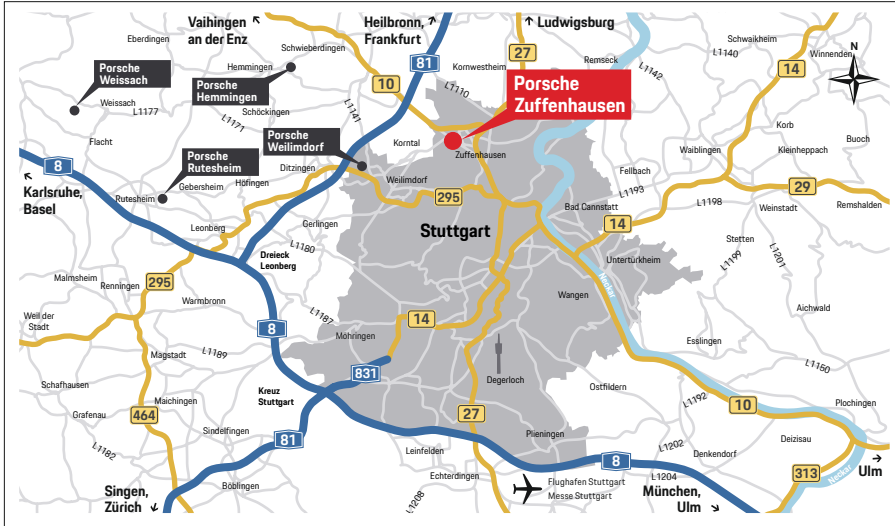 Vaihingen
an der Enz
Heilbronn,
Frankfurt
Ludwigsburg
Eberdingen
Schwieberdingen
Hemmingen
Kornwestheim
Remseck
Schwaikheim
Winnenden
L1140
L1142
L1110
27
81
10
14
N
Porsche
Weissach
Porsche
Hemmingen
Porsche
Zuffenhausen
Weissach
L1177
L1171
L1141
Schöckingen
Porsche
Weilimdorf
Korntal
Zuffenhausen
Korb
Kleinheppach
Buoch
Waiblingen
Flacht
8
Karlsruhe,
Basel
Porsche
Rutesheim
Rutesheim
Gebersheim
Höfingen
Ditzingen
Weilimdorf
295
Fellbach
L1193
L1198
29
Weinstadt
Remshalden
Bad Cannstatt
14
Leonberg
Gerlingen
L1180
Stuttgart
Untertürkheim
Stetten
L1199
L1201
Dreieck
Leonberg
Malmsheim
Renningen
295
Warmbronn
Neckar
Wangen
Aichwald
Weil der
Stadt
8
L1187
14
Möhringen
Magstadt
L1189
831
Esslingen
L1150
Schafhausen
Maichingen
Kreuz
Stuttgart
Degerloch
Ostfildern
L1192
10
Plochingen
Grafenau
464
Sindelfingen
81
27
Plieningen
Deizisau
L1182
Leinfelden
8
L1202
Denkendorf
Ulm
Böblingen
Echterdingen
L1208
Flughafen Stuttgart
Messe Stuttgart
L1204
313
Neckar
Singen,
Zürich
München,
Ulm